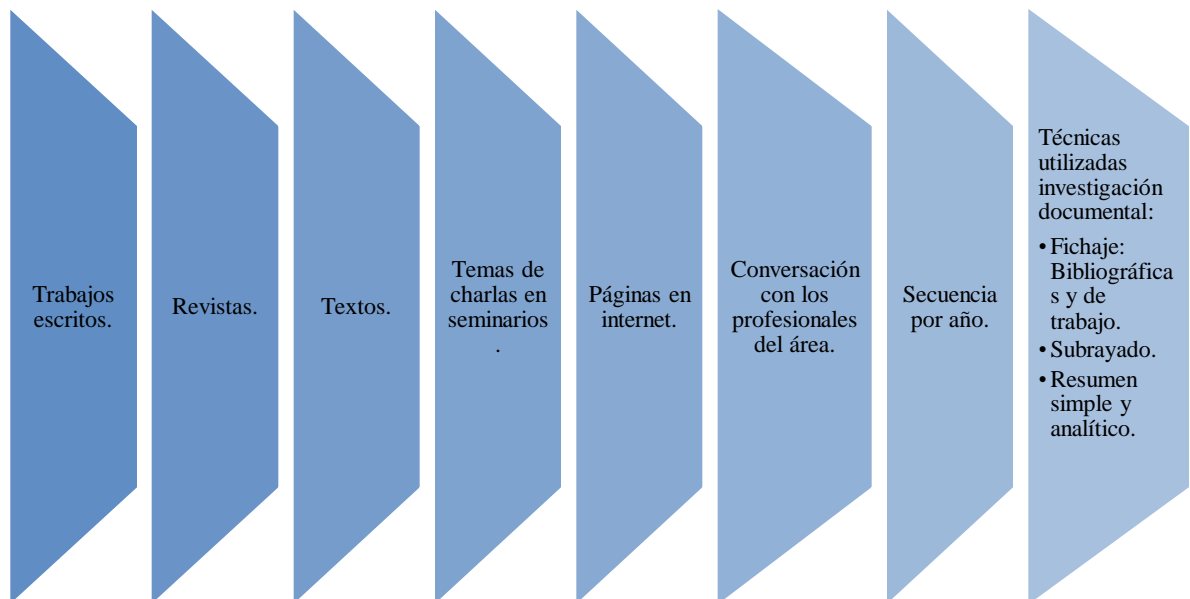 Trabajos
escritos.
Revistas.
Textos.
Temas de
charlas en
seminarios
.
Páginas en
internet.
Conversación
con los
profesionales
del área.
Secuencia
por año.
Técnicas
utilizadas
investigación
documental:
• Fichaje:
Bibliográfica
s y de
trabajo.
• Subrayado.
• Resumen
simple y
analítico.